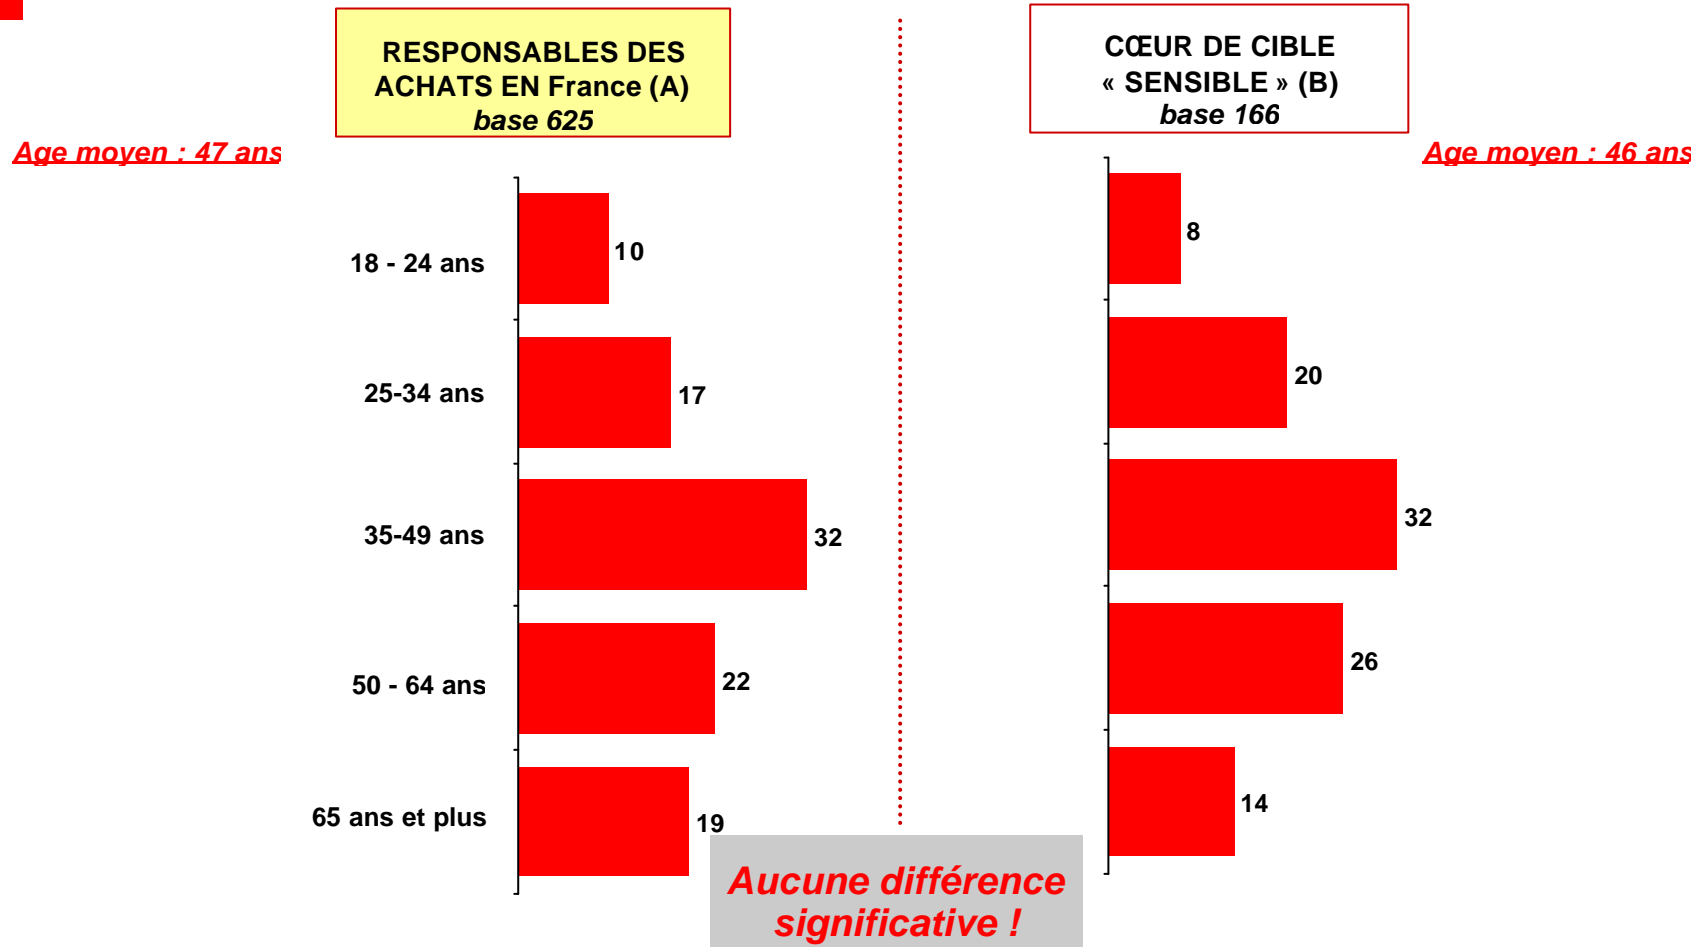 RESPONSABLES DES
ACHATS EN France (A)
base 625
CŒUR DE CIBLE
« SENSIBLE » (B)
base 166
Age moyen : 47 ans
Age moyen : 46 ans
18 - 24 ans
10
8
25-34 ans
17
20
35-49 ans
32
32
50 - 64 ans
22
26
65 ans et plus
19
14
Aucune différence
significative !